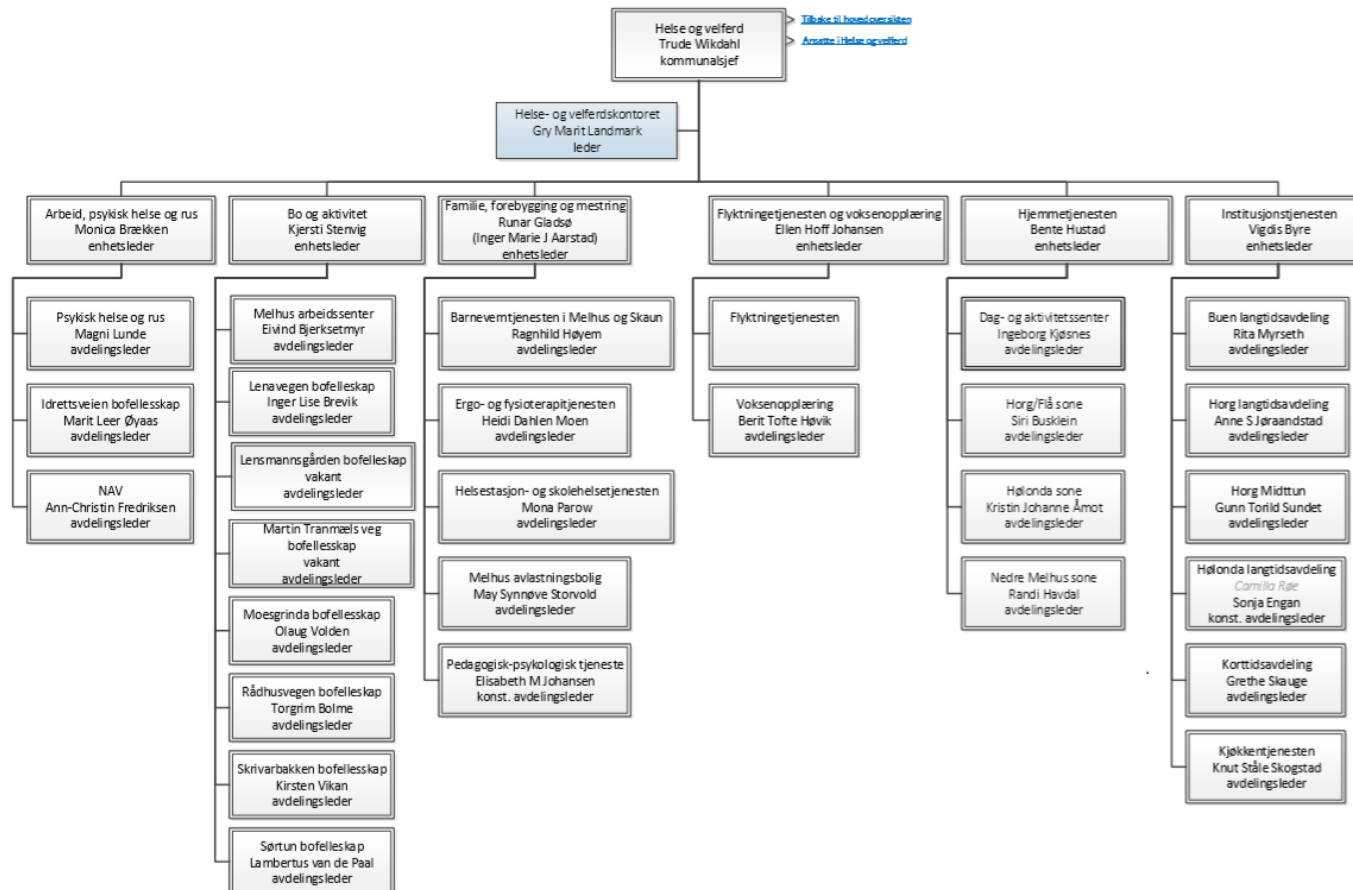 Helse og velferd
Trude Wikdahl
kommunalsjef
Tilbake til hovedoversikten
Ansatte i Helse og velferd
Helse- og velferdskontoret
Gry Marit Landmark
leder
Arbeid, psykisk helse og rus
Monica Brækken
enhetsleder
Psykisk helse og rus
Magni Lunde
avdelingsleder
Idrettsveien bofellesskap
Marit Leer Øyaas
avdelingsleder
NAV
Ann-Christin Fredriksen
avdelingsleder
Bo og aktivitet
Kjersti Stenvig
enhetsleder
Melhus arbeidssenter
Eivind Bjerksetmyr
avdelingsleder
Lenavegen bofelleskap
Inger Lise Brevik
avdelingsleder
Lensmannsgården bofelleskap
vakant
avdelingsleder
Martin Tranmæls veg
bofellesskap
vakant
avdelingsleder
Moesgrinda bofellesskap
Olaug Volden
avdelingsleder
Rådhusvegen bofelleskap
Torgrim Bolme
avdelingsleder
Skrivarbakken bofellesskap
Kirsten Vikan
avdelingsleder
Sørtun bofelleskap
Lambertus van de Paal
avdelingsleder
Familie, forebygging og mestring
Runar Gladsø
(Inger Marie J Aarstad)
enhetsleder
Barneverntjenesten i Melhus og Skaun
Ragnhild Høyem
avdelingsleder
Ergo- og fysioterapitjenesten
Heidi Dahlen Moen
avdelingsleder
Helsestasjon- og skolehelsetjenesten
Mona Parow
avdelingsleder
Melhus avlastningsbolig
May Synnøve Storvold
avdelingsleder
Pedagogisk-psykologisk tjeneste
Elisabeth M Johansen
konst. avdelingsleder
Flyktningetjenesten og voksenopplæring
Ellen Hoff Johansen
enhetsleder
Flyktningetjenesten
Voksenopplæring
Berit Tofte Høvik
avdelingsleder
Hjemmetjenesten
Bente Hustad
enhetsleder
Dag- og aktivitetssenter
Ingeborg Kjøsnes
avdelingsleder
Horg/Flå sone
Siri Busklein
avdelingsleder
Hølonda sone
Kristin Johanne Åmot
avdelingsleder
Nedre Melhus sone
Randi Havdal
avdelingsleder
Institusjonstjenesten
Vigdis Byre
enhetsleder
Buen langtidsavdeling
Rita Myrseth
avdelingsleder
Horg langtidsavdeling
Anne S Jøraandstad
avdelingsleder
Horg Midttun
Gunn Torild Sundet
avdelingsleder
Hølonda langtidsavdeling
Camilla Røe
Sonja Engan
konst. avdelingsleder
Korttidsavdeling
Grethe Skauge
avdelingsleder
Kjøkkentjenesten
Knut Ståle Skogstad
avdelingsleder